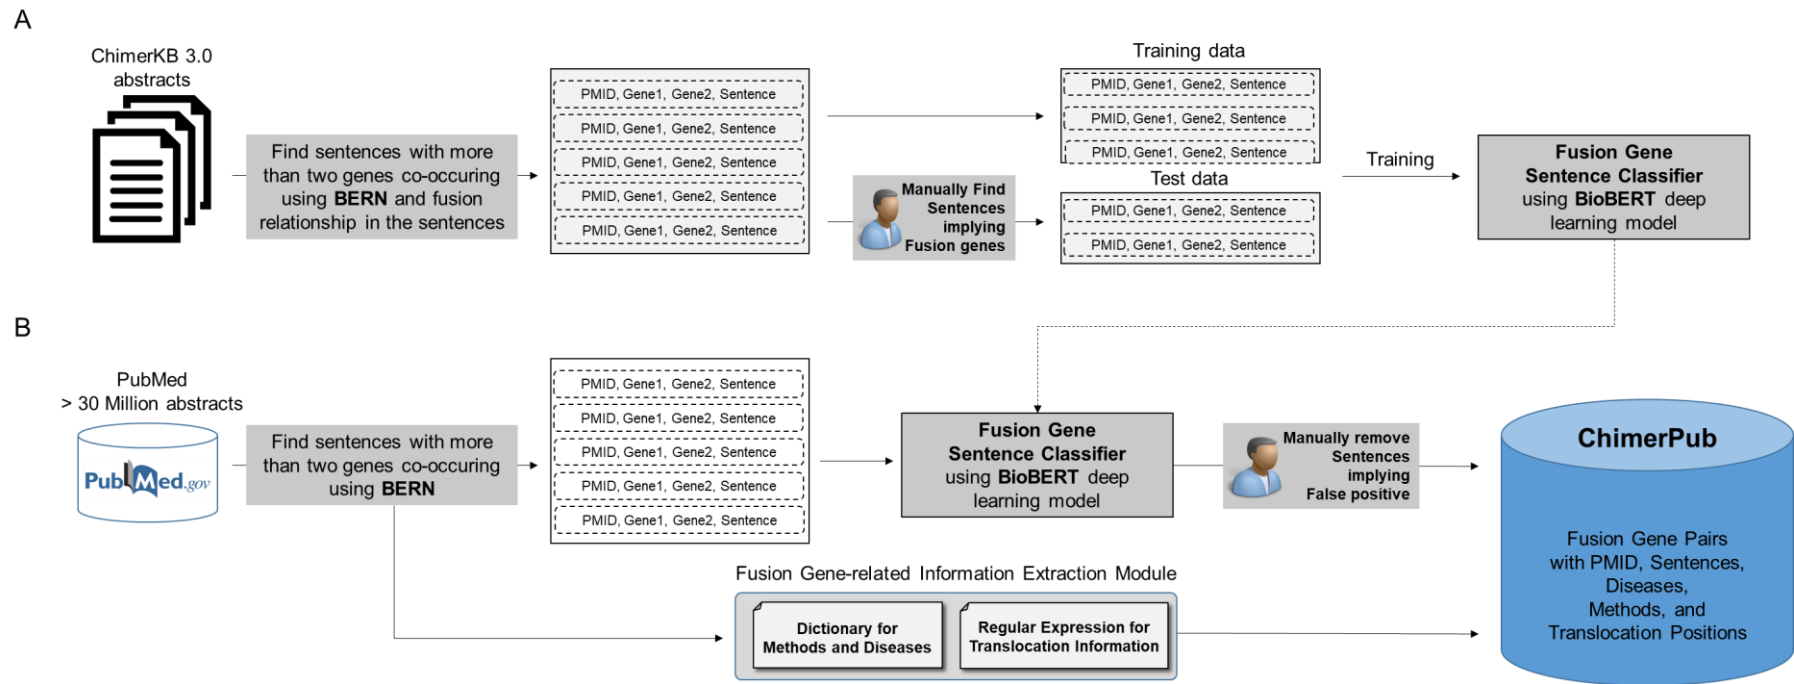 A
ChimerKB 3.0
abstracts
Find sentences with more
than two genes co-occuring
using BERN and fusion
relationship in the sentences
PMID, Gene1, Gene2, Sentence
PMID, Gene1, Gene2, Sentence
PMID, Gene1, Gene2, Sentence
PMID, Gene1, Gene2, Sentence
PMID, Gene1, Gene2, Sentence
Manually Find
Sentences
implying
Fusion genes
Training data
PMID, Gene1, Gene2, Sentence
PMID, Gene1, Gene2, Sentence
PMID, Gene1, Gene2, Sentence
Test data
PMID, Gene1, Gene2, Sentence
PMID, Gene1, Gene2, Sentence
Training
Fusion Gene
Sentence Classifier
using BioBERT deep
learning model
B
PubMed
> 30 Million abstracts
PubMed.gov
Find sentences with more
than two genes co-occuring
using BERN
PMID, Gene1, Gene2, Sentence
PMID, Gene1, Gene2, Sentence
PMID, Gene1, Gene2, Sentence
PMID, Gene1, Gene2, Sentence
PMID, Gene1, Gene2, Sentence
Fusion Gene
Sentence Classifier
using BioBERT deep
learning model
Manually remove
Sentences
implying
False positive
Fusion Gene-related Information Extraction Module
Dictionary for
Methods and Diseases
Regular Expression for
Translocation Information
ChimerPub
Fusion Gene Pairs
with PMID, Sentences,
Diseases,
Methods, and
Translocation Positions